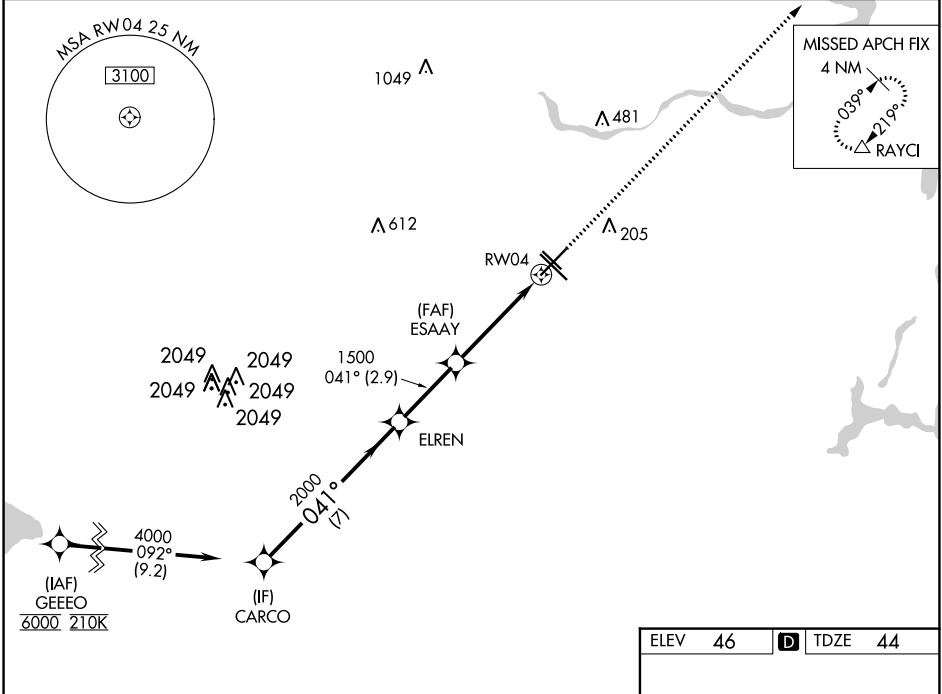 MSA RW04 25 NM
3100
1049
481
MISSED APCH FIX
4 NM
039°
219°
RAYCI
612
205
RW04
(FAF)
ESAAY
1500
041° (2.9)
2049
2049
2049
2049
2049
ELREN
2000
041°
(7)
4000
092°
(9.2)
(IAF)
GEEEO
6000 210K
(IF)
CARCO
ELEV 46 D TDZE 44